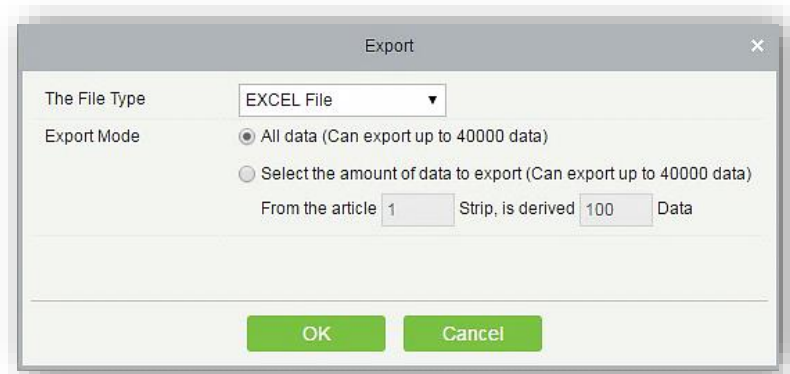 Export ×
The File Type EXCEL File ▼
Export Mode All data (Can export up to 40000 data)
Select the amount of data to export (Can export up to 40000 data)
From the article 1 Strip, is derived 100 Data
OK Cancel